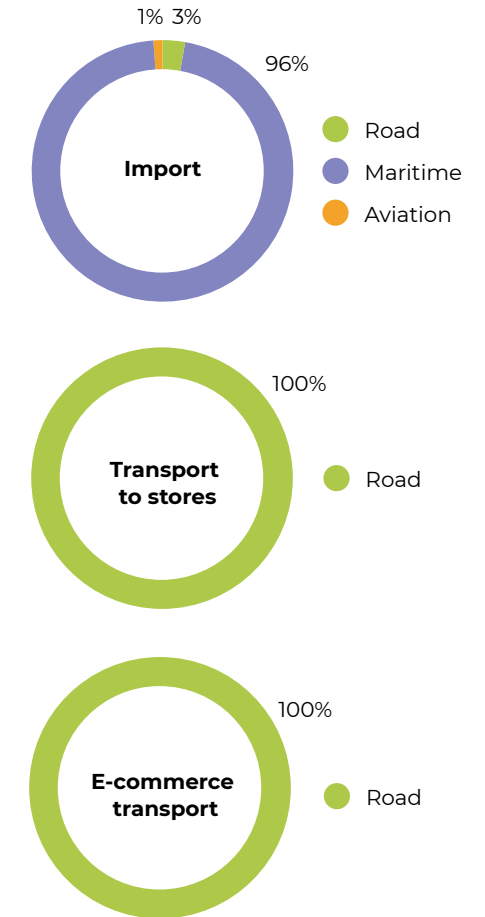 1% 3%
96%
Import
Road
Maritime
Aviation
100%
Transport
to stores
Road
100%
E-commerce
transport
Road